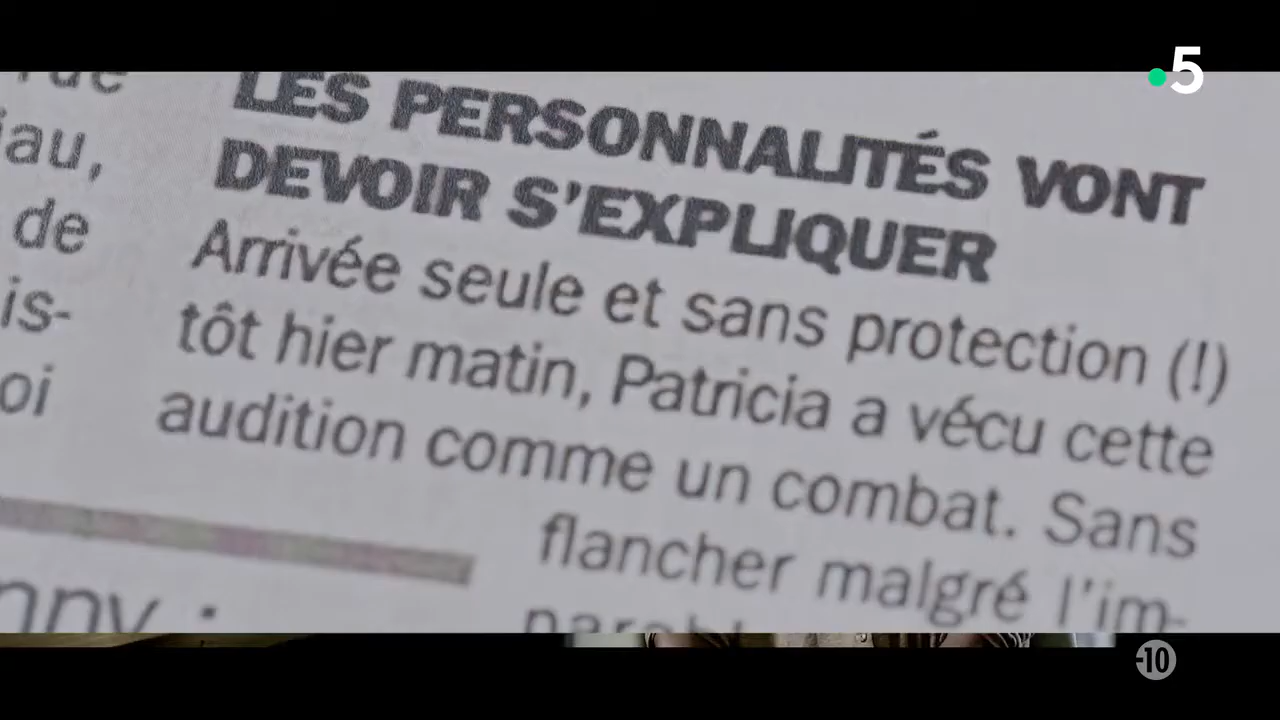 5
iau,
de
is-
oi
LES PERSONNALITÉS VONT
DEVOIR S'EXPLIQUER
Arrivée seule et sans protection (!)
tôt hier matin, Patricia a vécu cette
audition comme un combat. Sans
flancher malgré l'im-
-10